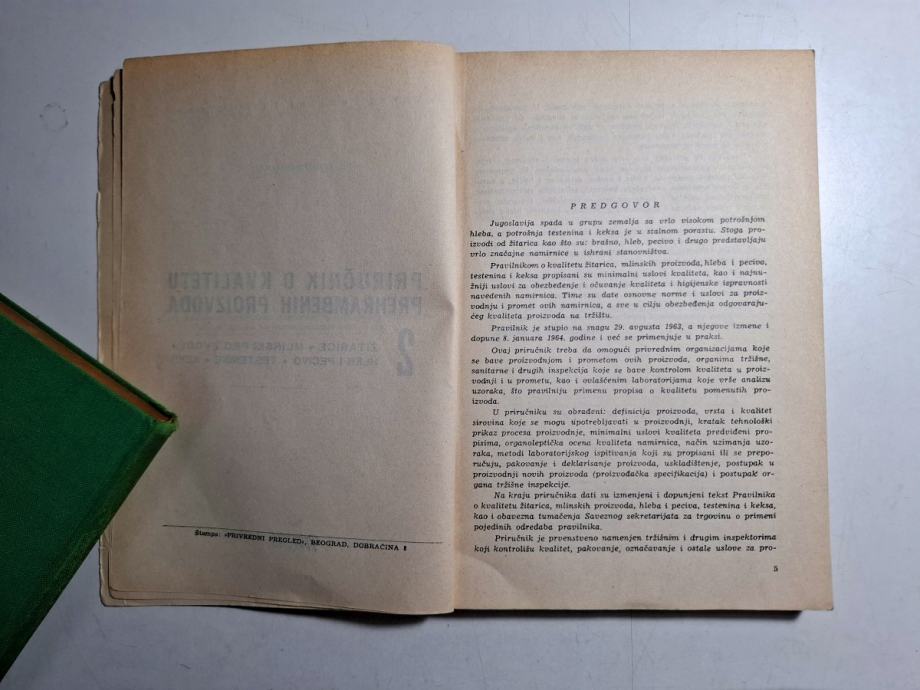 Štampa: »PRIVREDNI PREGLED«, BEOGRAD, DOBRAČINA
PREDGOVOR
Jugoslavija spada u grupu zemalja sa vrlo visokom potrošnjom
hleba, a potrošnja testenina i keksa je u stalnom porastu. Stoga pro-
izvodi od žitarica kao što su: brašno, hleb, pecivo i drugo predstavljaju
vrlo značajne namirnice u ishrani stanovništva.
Pravilnikom o kvalitetu žitarica, mlinskih proizvoda, hleba i peciva,
testenina i keksa propisani su minimalni uslovi kvaliteta, kao i najnu-
žniji uslovi za obezbeđenje i očuvanje kvaliteta i higijenske ispravnosti
navedenih namirnica. Time su date osnovne norme i uslovi za proiz-
vodnju i promet ovih namirnica, a sve u cilju obezbeđenja odgovaraju-
ćeg kvaliteta proizvoda na tržištu.
Pravilnik je stupio na snagu 29. avgusta 1963, a njegove izmene i
dopune 8. januara 1964. godine i već se primenjuje u praksi.
Ovaj priručnik treba da omogući privrednim organizacijama koje
se bave proizvodnjom i prometom ovih proizvoda, organima tržišne,
sanitarne i drugih inspekcija koje se bave kontrolom kvaliteta u proiz-
vodnji i u prometu, kao i ovlašćenim laboratorijama koje vrše analizu
uzoraka, što pravilniju primenu propisa o kvalitetu pomenutih pro-
izvoda.
U priručniku su obrađeni: definicija proizvoda, vrsta i kvalitet
sirovina koje se mogu upotrebljavati u proizvodnji, kratak tehnološki
prikaz procesa proizvodnje, minimalni uslovi kvaliteta predviđeni pro-
pisima, organoleptička ocena kvaliteta namirnica, način uzimanja uzo-
raka, metodi laboratorijskog ispitivanja koji su propisani ili se prepo-
ručuju, pakovanje i deklarisanje proizvoda, uskladištenje, postupak u
proizvodnji novih proizvoda (proizvođačka specifikacija) i postupak or-
gana tržišne inspekcije.
Na kraju priručnika dati su izmenjeni i dopunjeni tekst Pravilnika
o kvalitetu žitarica, mlinskih proizvoda, hleba i peciva, testenina i keksa,
kao i obavezna tumačenja Saveznog sekretarijata za trgovinu o primeni
pojedinih odredaba pravilnika.
Priručnik je prvenstveno namenjen tržišnim i drugim inspektorima
koji kontrolišu kvalitet, pakovanje, označavanje i ostale uslove za pro-
5